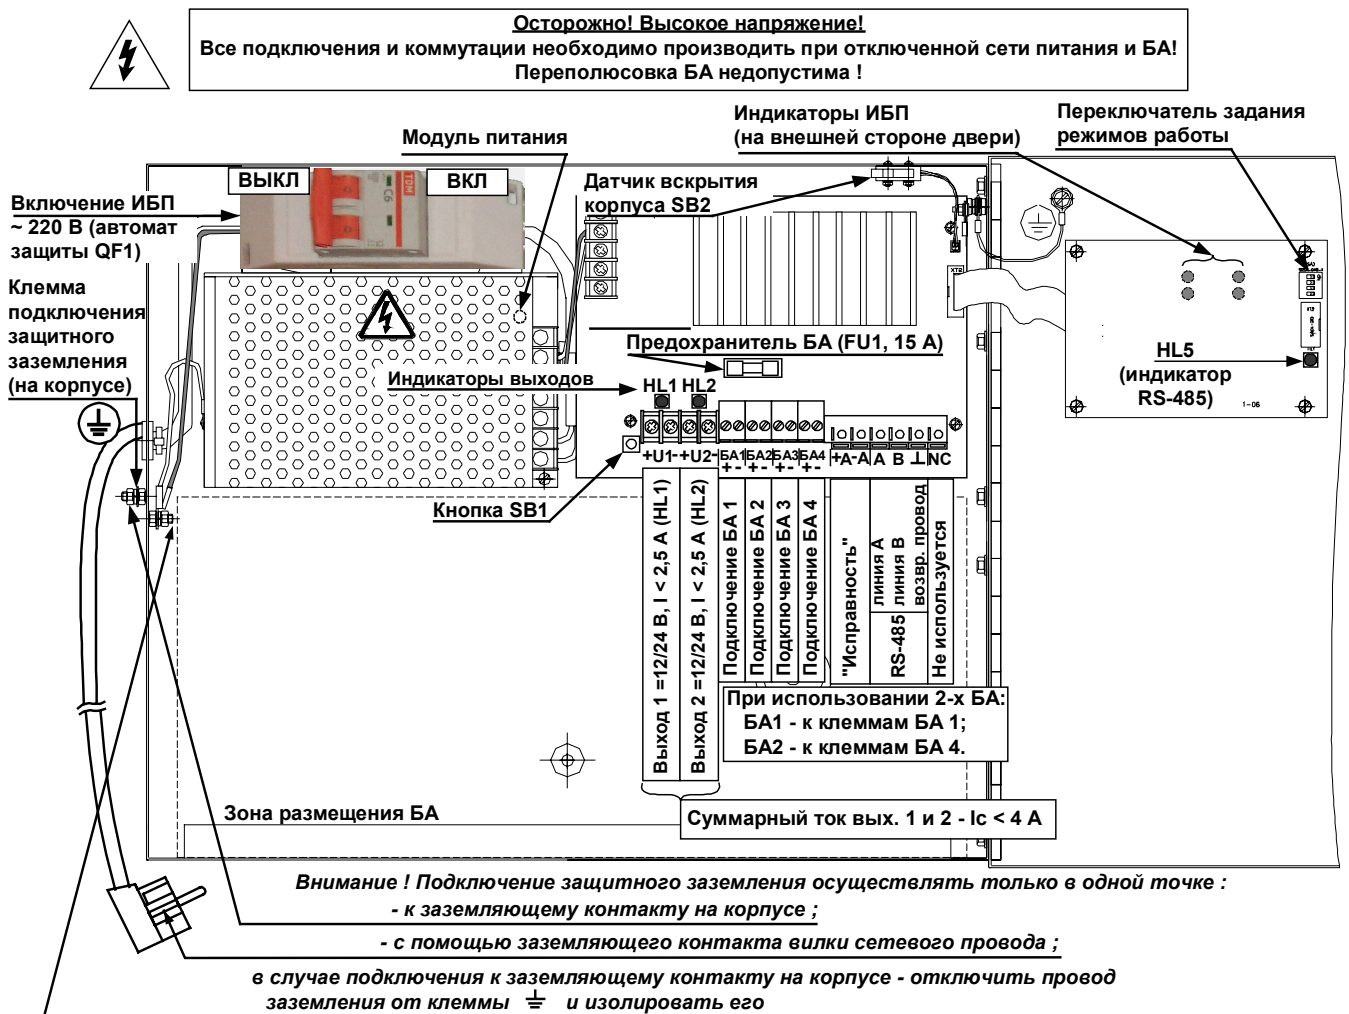 Осторожно! Высокое напряжение!
Все подключения и коммутации необходимо производить при отключенной сети питания и БА!
Переполюсовка БА недопустима !
Индикаторы ИБП
(на внешней стороне двери)
Переключатель задания
режимов работы
Модуль питания
ВЫКЛ
ВКЛ
TDM
C6
Датчик вскрытия
корпуса SB2
Включение ИБП
~ 220 В (автомат
защиты QF1)
Клемма
подключения
защитного
заземления
(на корпусе)
XT5
Предохранитель БА (FU1, 15 А)
HL5
(индикатор
RS-485)
1-06
Индикаторы выходов
HL1 HL2
+U1-+U2-
БА1 БА2 БА3 БА4
+ - + - + - + -
+A-A A B ⊥ NC
Кнопка SB1
Выход 1 =12/24 В, I < 2,5 А (HL1)
Выход 2 =12/24 В, I < 2,5 А (HL2)
Подключение БА 1
Подключение БА 2
Подключение БА 3
Подключение БА 4
"Исправность"
RS-485
линия А
линия В
возвр. провод
Не используется
При использовании 2-х БА:
БА1 - к клеммам БА 1;
БА2 - к клеммам БА 4.
Зона размещения БА
Суммарный ток вых. 1 и 2 - Ic < 4 А
Внимание ! Подключение защитного заземления осуществлять только в одной точке :
- к заземляющему контакту на корпусе ;
- с помощью заземляющего контакта вилки сетевого провода ;
в случае подключения к заземляющему контакту на корпусе - отключить провод
заземления от клеммы ⏚ и изолировать его